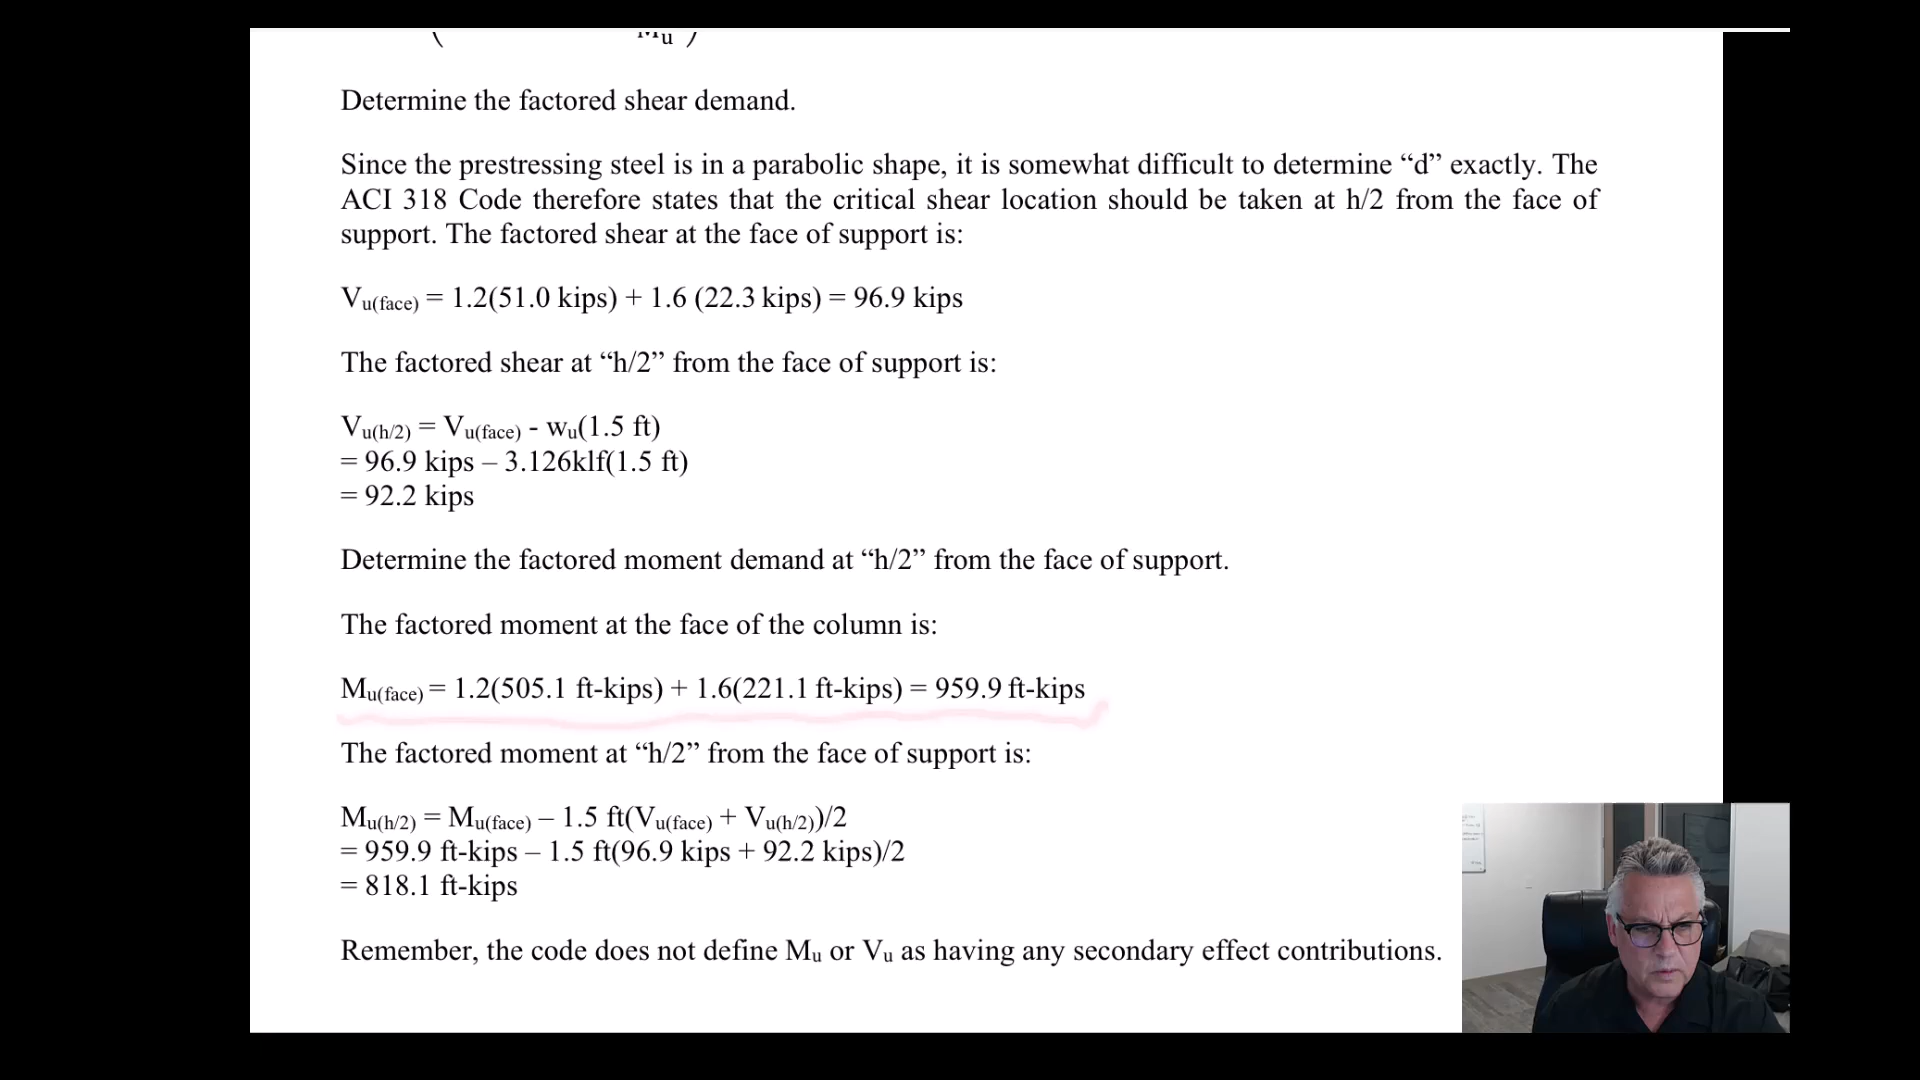 Mu )
Determine the factored shear demand.
Since the prestressing steel is in a parabolic shape, it is somewhat difficult to determine “d” exactly. The
ACI 318 Code therefore states that the critical shear location should be taken at h/2 from the face of
support. The factored shear at the face of support is:
Vu(face) = 1.2(51.0 kips) + 1.6 (22.3 kips) = 96.9 kips
The factored shear at “h/2” from the face of support is:
Vu(h/2) = Vu(face) - wu(1.5 ft)
= 96.9 kips – 3.126klf(1.5 ft)
= 92.2 kips
Determine the factored moment demand at “h/2” from the face of support.
The factored moment at the face of the column is:
Mu(face) = 1.2(505.1 ft-kips) + 1.6(221.1 ft-kips) = 959.9 ft-kips
The factored moment at “h/2” from the face of support is:
Mu(h/2) = Mu(face) – 1.5 ft(Vu(face) + Vu(h/2))/2
= 959.9 ft-kips – 1.5 ft(96.9 kips + 92.2 kips)/2
= 818.1 ft-kips
Remember, the code does not define Mu or Vu as having any secondary effect contributions.